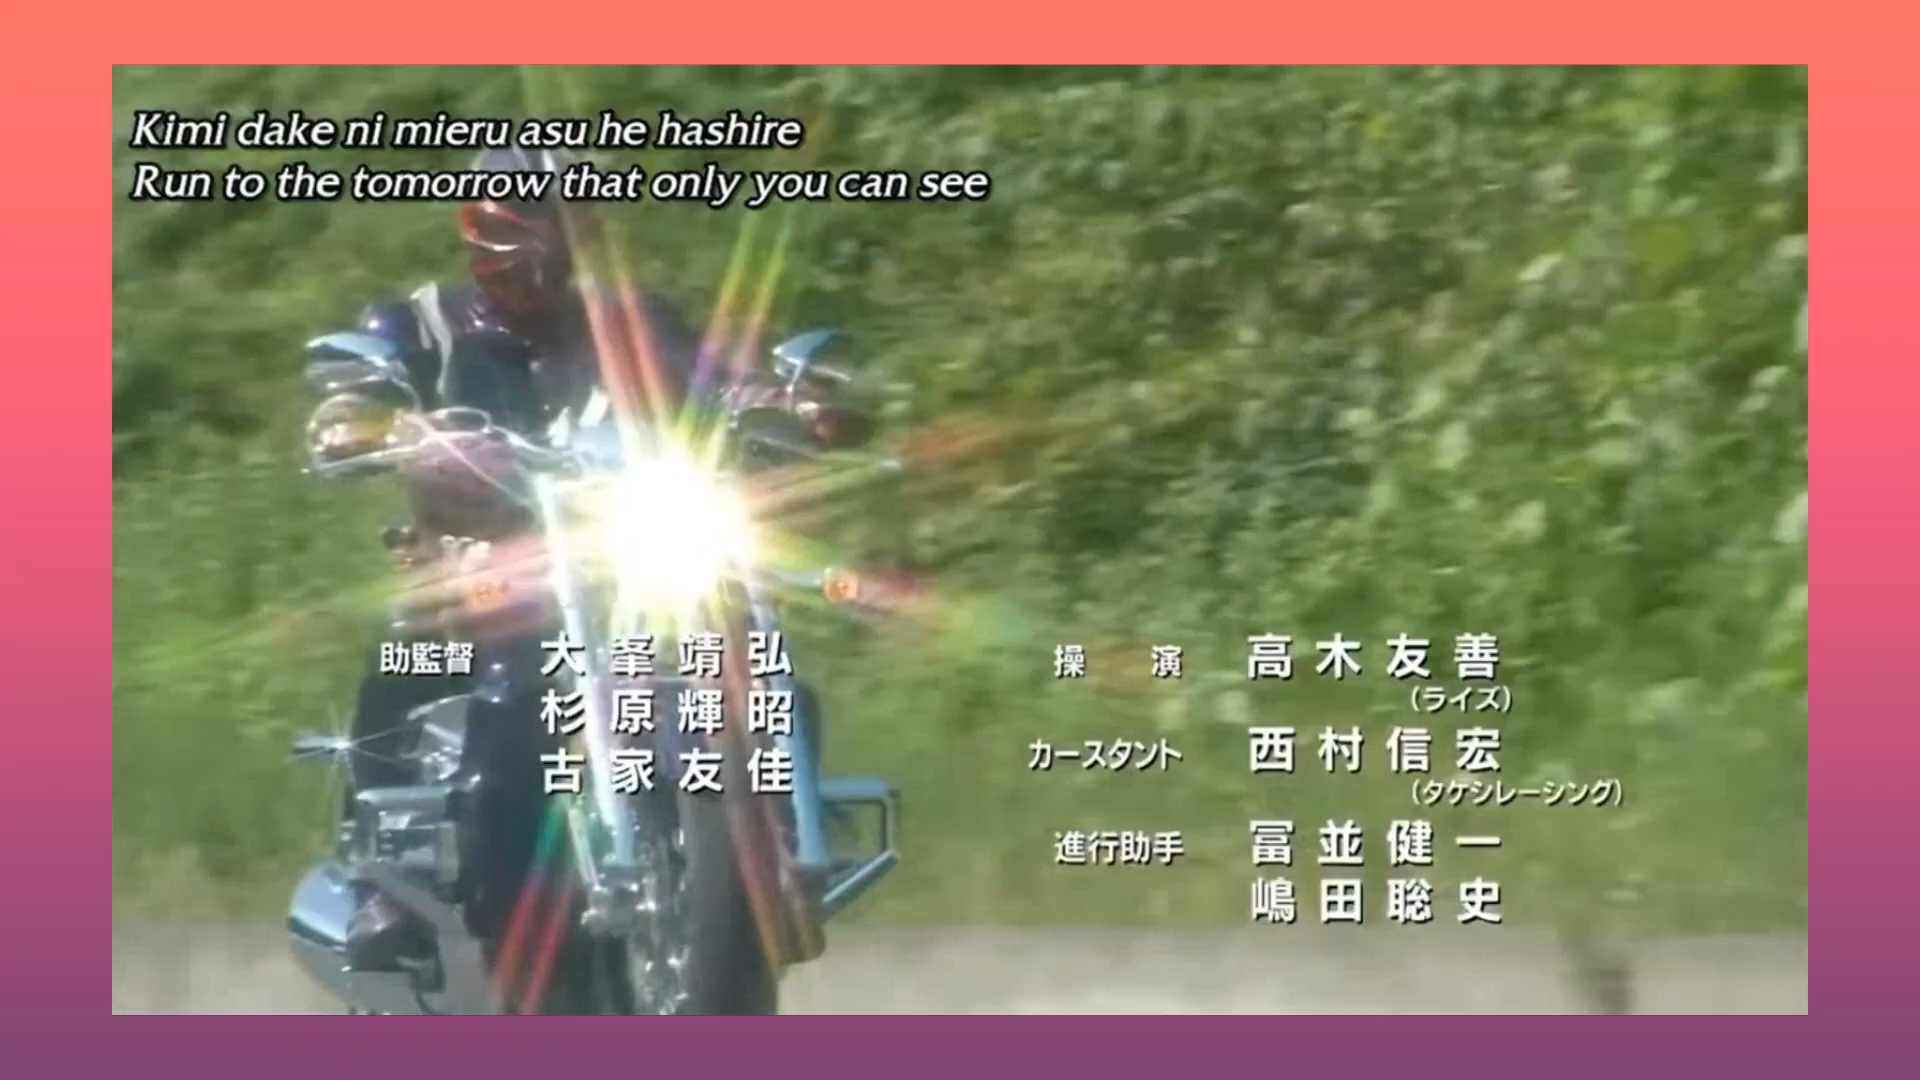 Kimi dake ni mieru asu he hashire
Run to the tomorrow that only you can see
助監督 大峯靖弘
杉原輝昭
古家友佳
操演 高木友善
(ライズ)
カースタント 西村信宏
(タケシレーシング)
進行助手 冨並健一
嶋田聡史